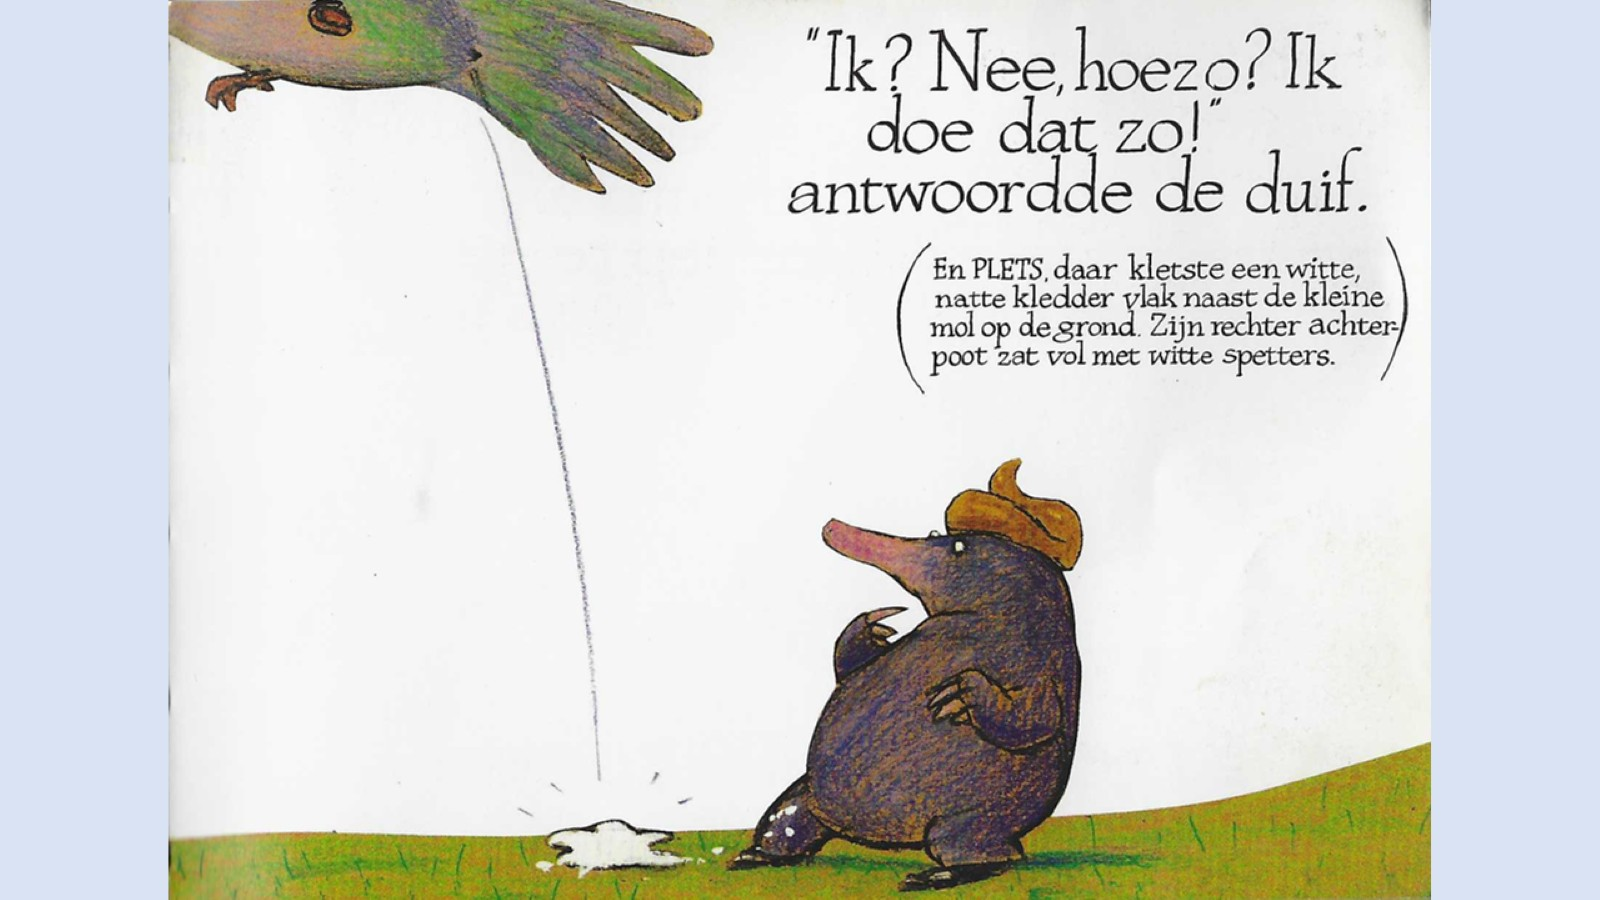 "Ik? Nee, hoezo? Ik
doe dat zo!"
antwoordde de duif.
(En PLETS, daar kletste een witte,
natte kledder vlak naast de kleine
mol op de grond. Zijn rechter achter-
poot zat vol met witte spetters.)